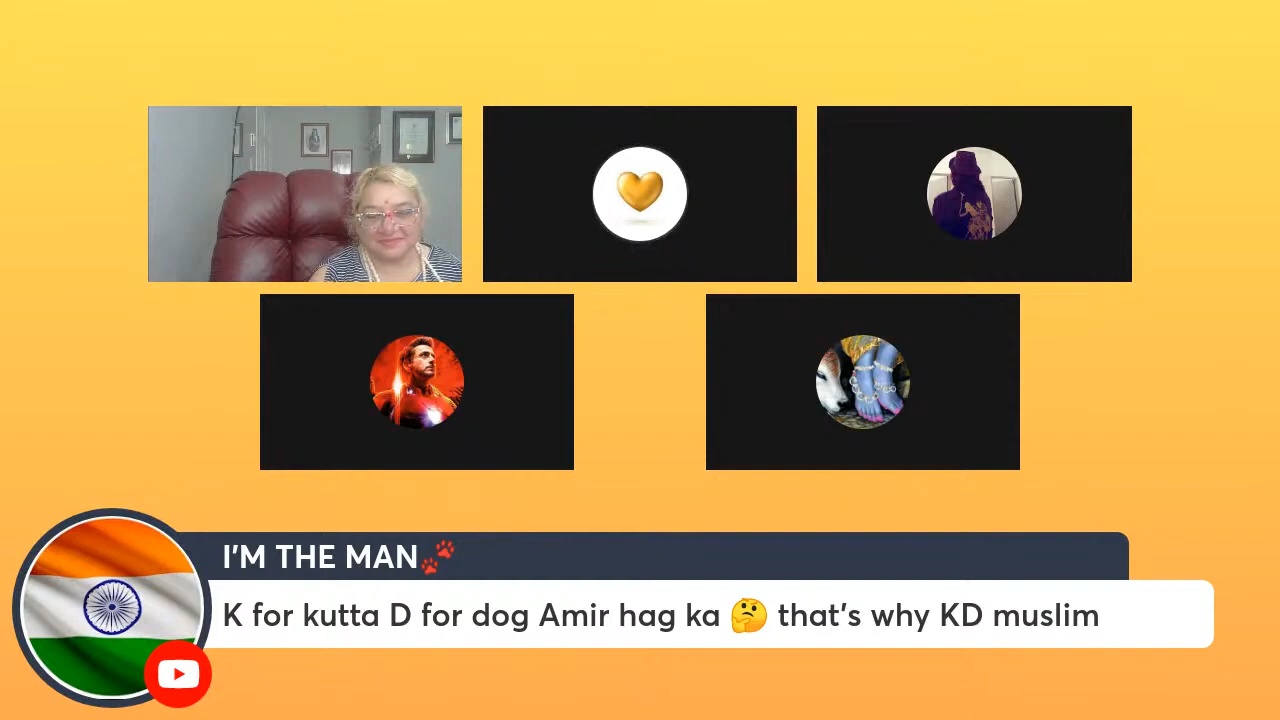 I'M THE MAN🐾
K for kutta D for dog Amir hag ka 🤔 that's why KD muslim